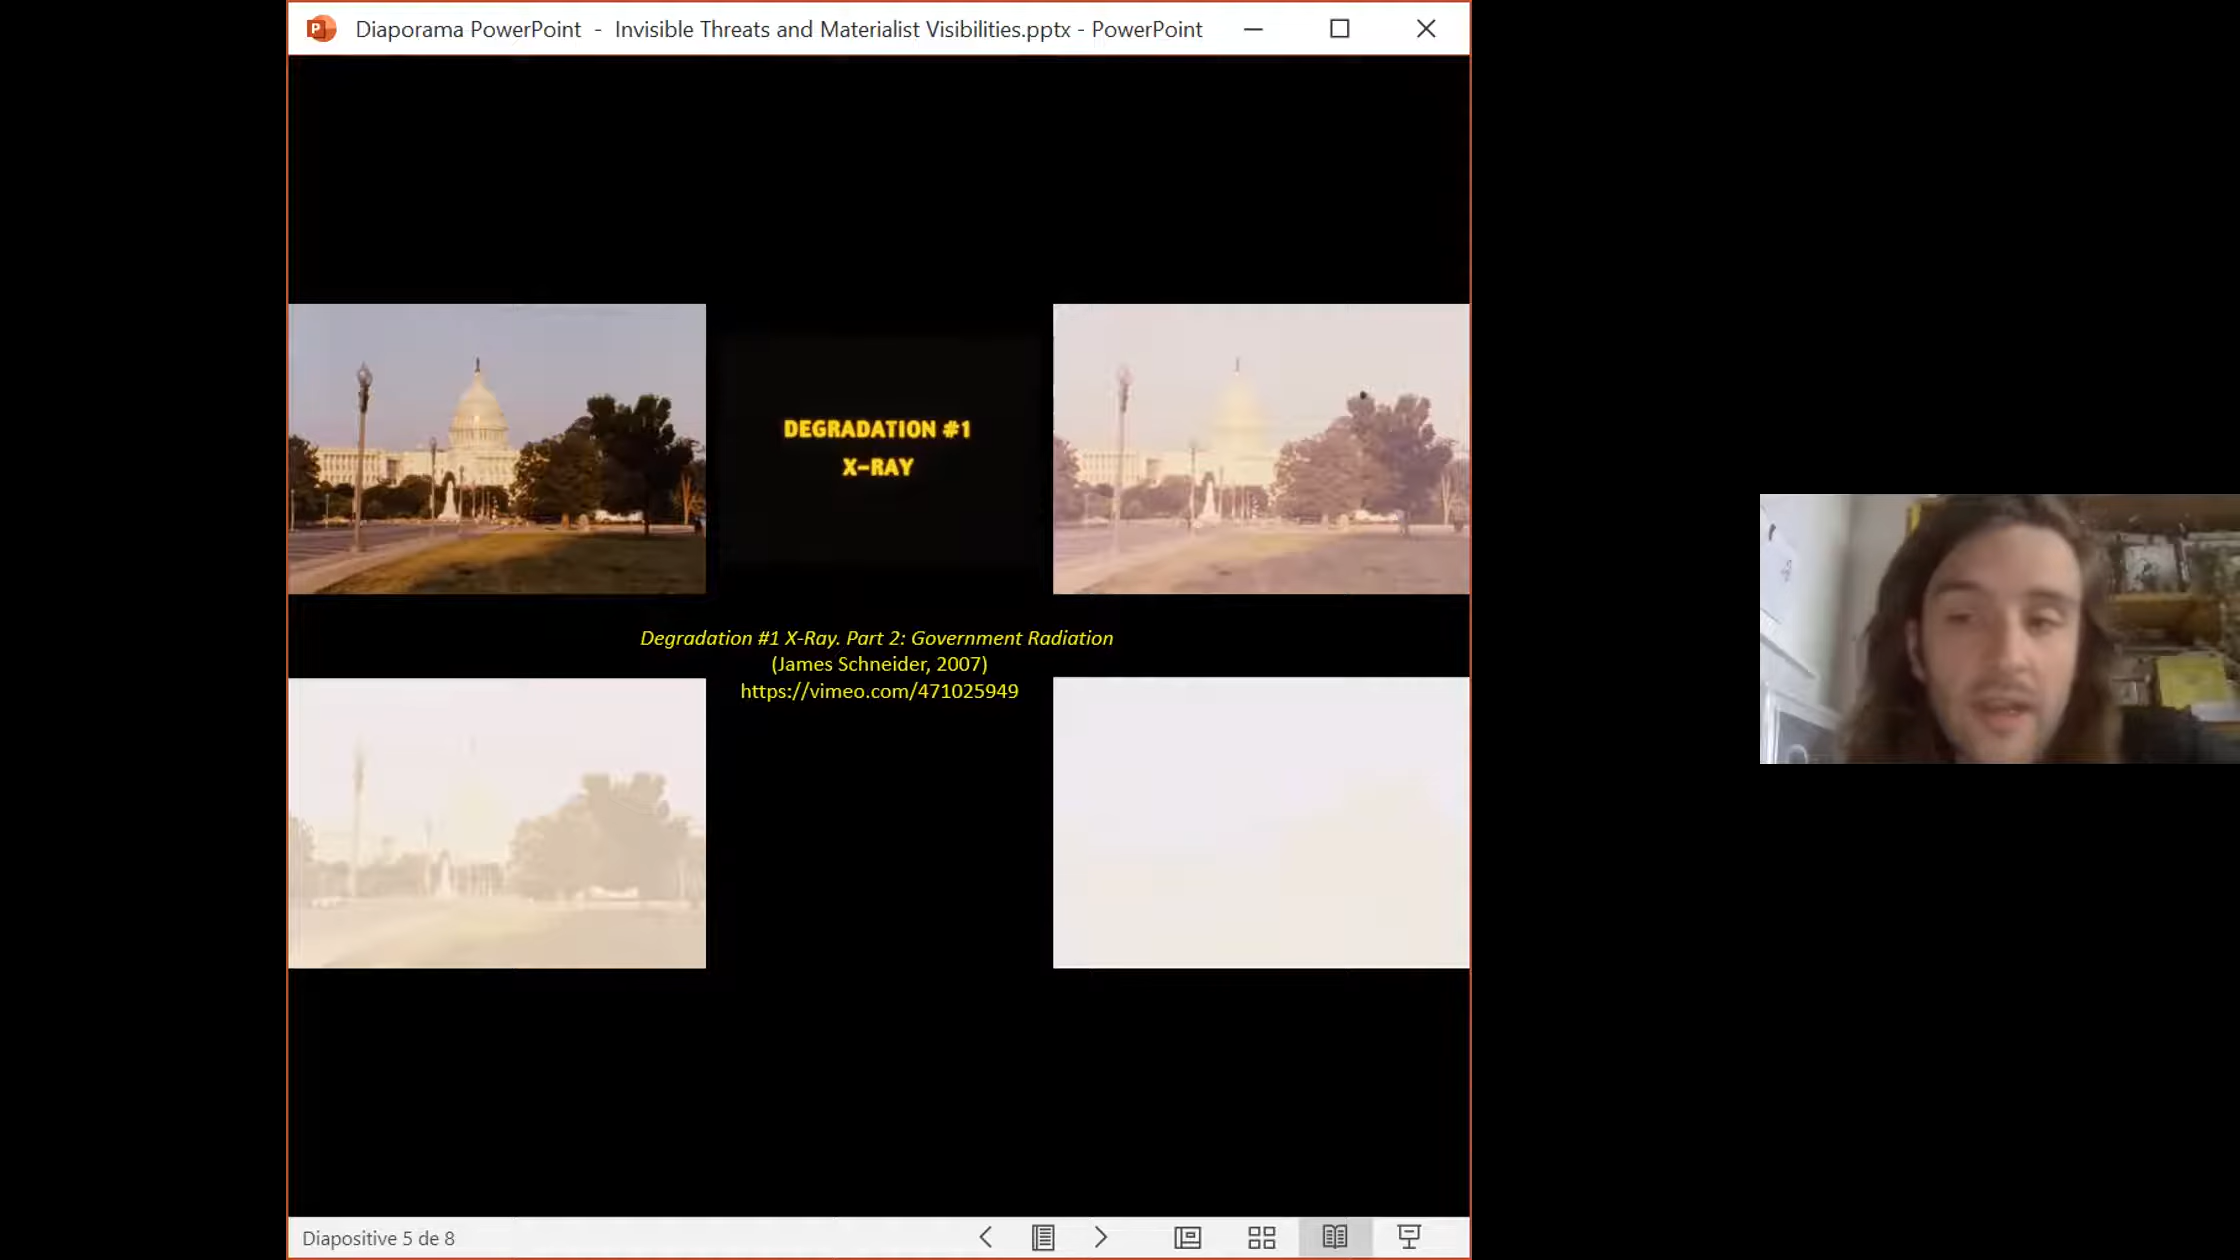 Diaporama PowerPoint - Invisible Threats and Materialist Visibilities.pptx - PowerPoint
DEGRADATION #1
X-RAY
Degradation #1 X-Ray. Part 2: Government Radiation
(James Schneider, 2007)
https://vimeo.com/471025949
Diapositive 5 de 8